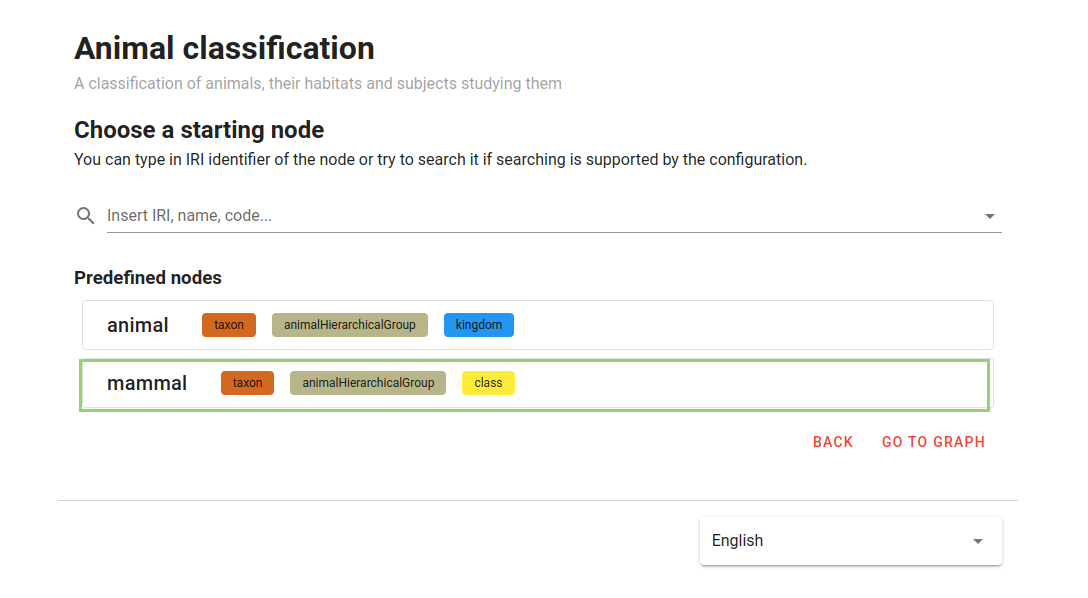 Animal classification
A classification of animals, their habitats and subjects studying them
Choose a starting node
You can type in IRI identifier of the node or try to search it if searching is supported by the configuration.
Insert IRI, name, code...
Predefined nodes
animal taxon animalHierarchicalGroup kingdom
mammal taxon animalHierarchicalGroup class
BACK GO TO GRAPH
English